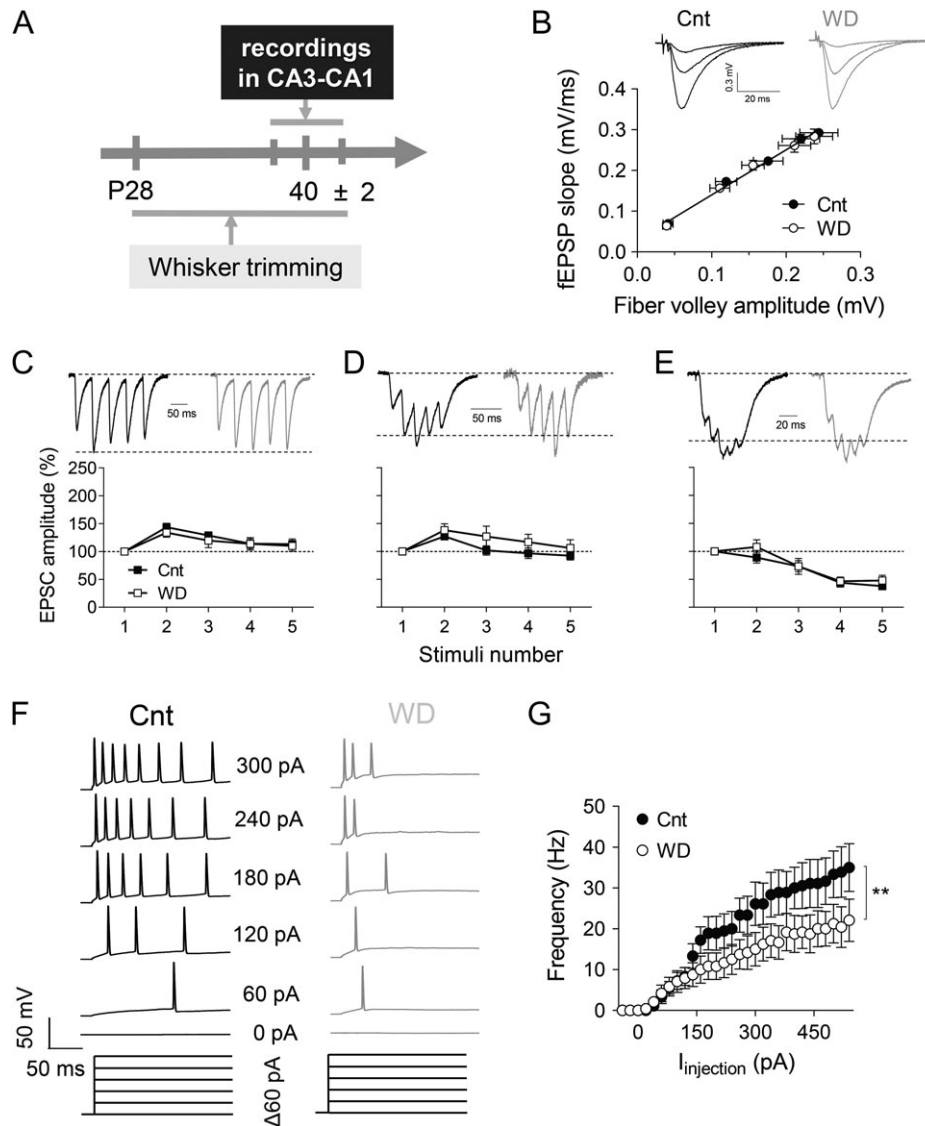 A
recordings
in CA3-CA1
P28
40 ± 2
Whisker trimming
B
Cnt
WD
0.3 mV
20 ms
fEPSP slope (mV/ms)
0.4
0.3
0.2
0.1
0.0
Cnt
WD
0.0 0.1 0.2 0.3
Fiber volley amplitude (mV)
C
50 ms
EPSC amplitude (%)
250
200
150
100
50
0
Cnt
WD
1 2 3 4 5
D
50 ms
1 2 3 4 5
Stimuli number
E
20 ms
1 2 3 4 5
F
Cnt
WD
300 pA
240 pA
180 pA
120 pA
60 pA
0 pA
50 mV
50 ms
Δ60 pA
G
Frequency (Hz)
50
40
30
20
10
0
Cnt
WD
**
0 150 300 450
Iinjection (pA)